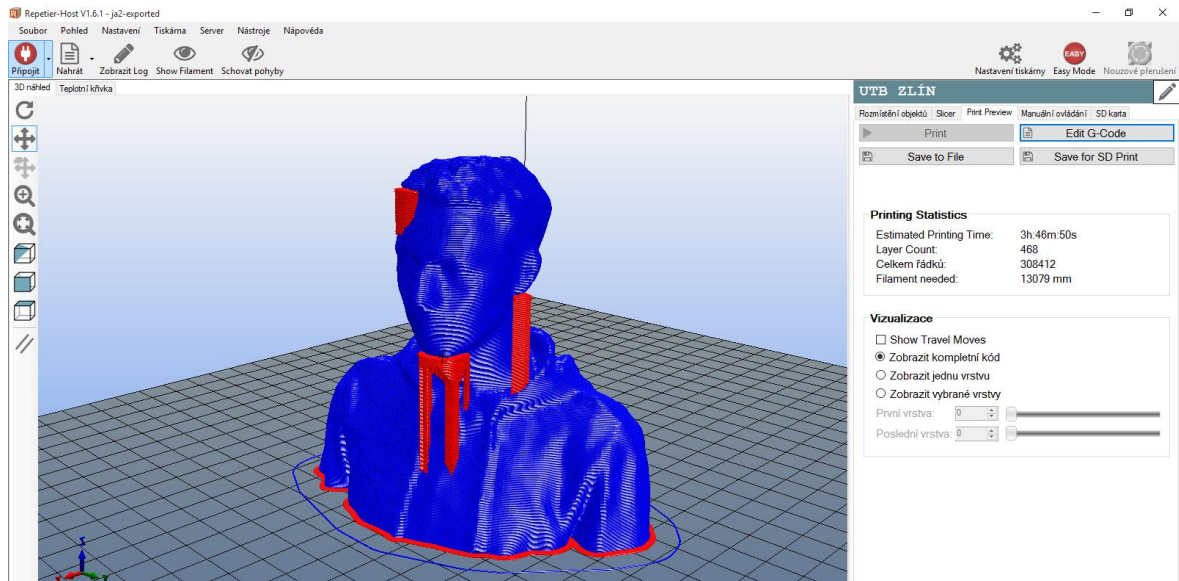 Repetier-Host V1.6.1 - ja2-exported
Soubor Pohled Nastavení Tiskárna Server Nástroje Nápověda
Připojit Nahrát Zobrazit Log Show Filament Schovat pohyby Nastavení tiskárny EASY Easy Mode Nouzové přerušení
3D náhled Teplotní křivka
UTB ZLÍN
Rozmístění objektů Slicer Print Preview Manuální ovládání SD karta
Print Edit G-Code
Save to File Save for SD Print
Printing Statistics
Estimated Printing Time: 3h:46m:50s
Layer Count: 468
Celkem řádků: 308412
Filament needed: 13079 mm
Vizualizace
Show Travel Moves
Zobrazit kompletní kód
Zobrazit jednu vrstvu
Zobrazit vybrané vrstvy
První vrstva: 0
Poslední vrstva: 0